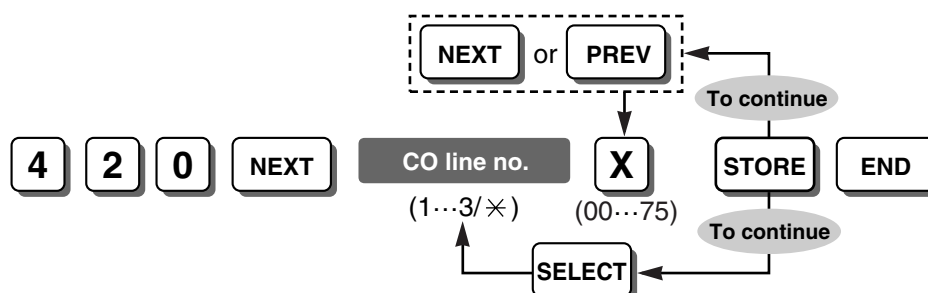 NEXT or PREV
To continue
4 2 0 NEXT CO line no. X STORE END
(1···3/✳) (00···75)
To continue
SELECT